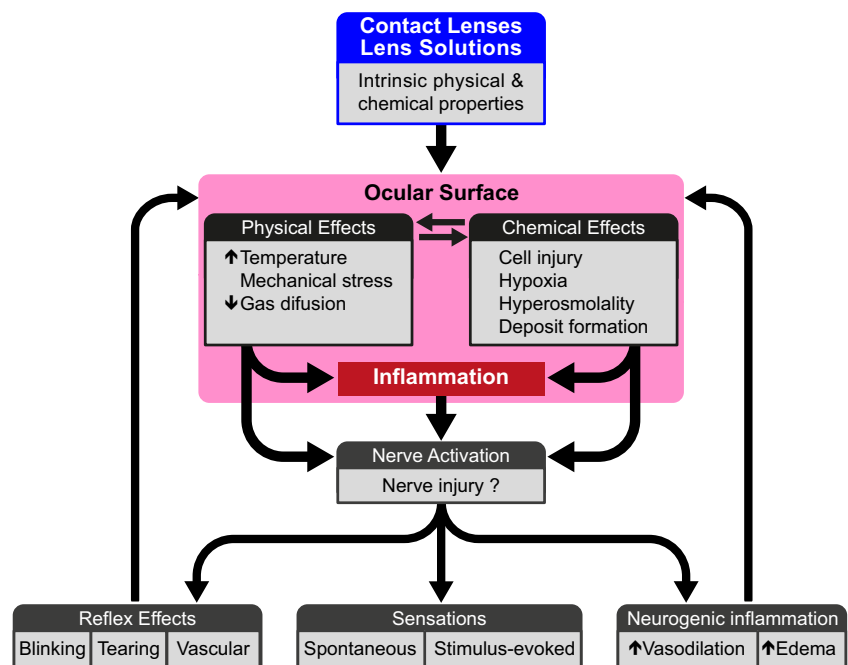 Contact Lenses
Lens Solutions
Intrinsic physical &
chemical properties
Ocular Surface
Physical Effects
↑Temperature
Mechanical stress
↓Gas difusion
Chemical Effects
Cell injury
Hypoxia
Hyperosmolality
Deposit formation
Inflammation
Nerve Activation
Nerve injury ?
Reflex Effects
Blinking Tearing Vascular
Sensations
Spontaneous Stimulus-evoked
Neurogenic inflammation
↑Vasodilation ↑Edema